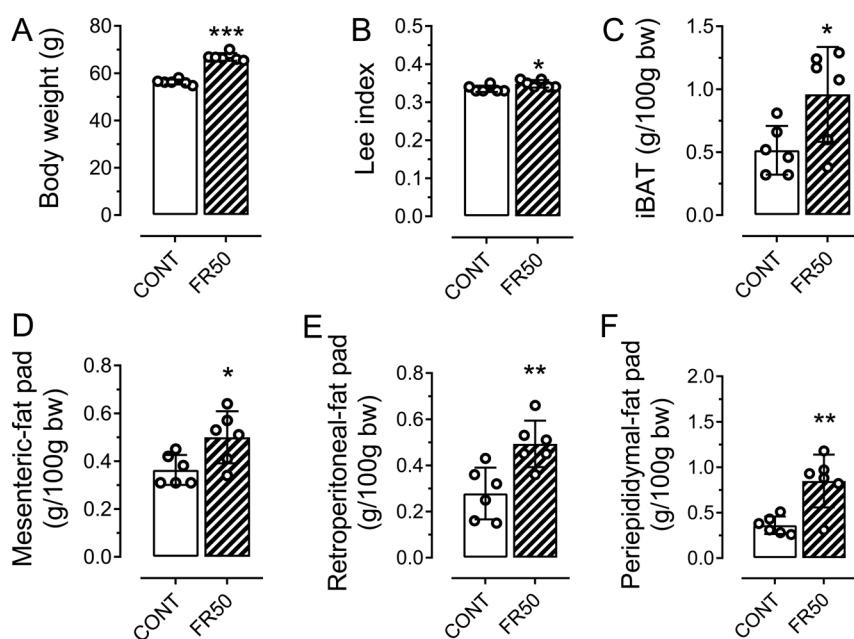 A
Body weight (g)
80
60
40
20
0
***
CONT
FR50
B
Lee index
0.5
0.4
0.3
0.2
0.1
0.0
*
CONT
FR50
C
iBAT (g/100g bw)
1.5
1.0
0.5
0.0
*
CONT
FR50
D
Mesenteric-fat pad
(g/100g bw)
0.8
0.6
0.4
0.2
0.0
*
CONT
FR50
E
Retroperitoneal-fat pad
(g/100g bw)
0.8
0.6
0.4
0.2
0.0
**
CONT
FR50
F
Periepididymal-fat pad
(g/100g bw)
2.0
1.5
1.0
0.5
0.0
**
CONT
FR50